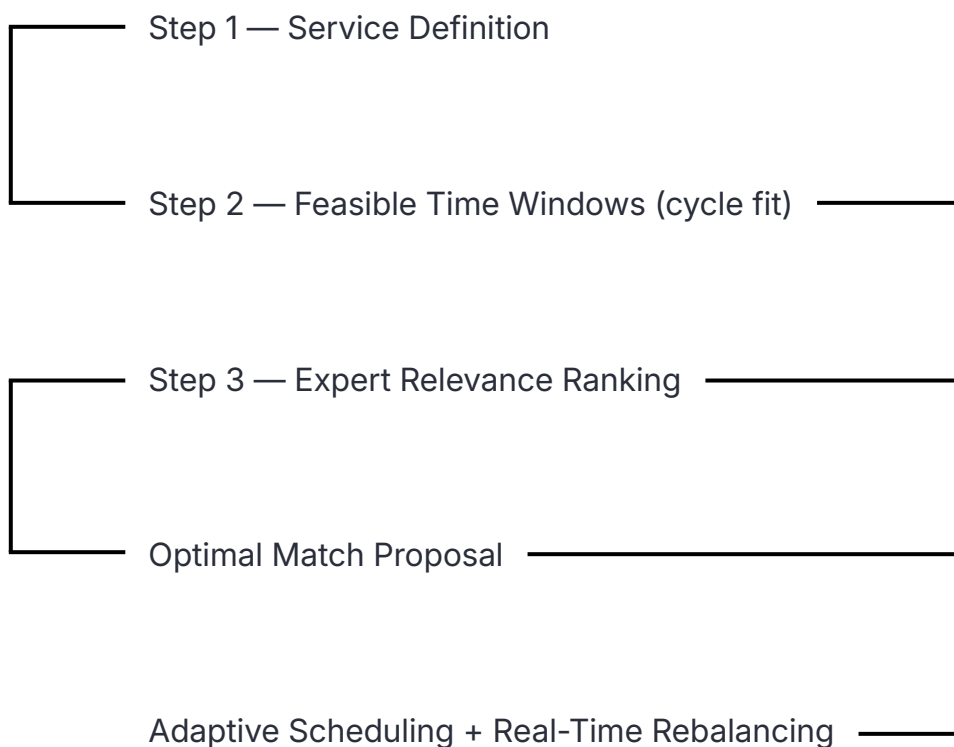 Step 1 — Service Definition
Step 2 — Feasible Time Windows (cycle fit)
Step 3 — Expert Relevance Ranking
Optimal Match Proposal
Adaptive Scheduling + Real-Time Rebalancing